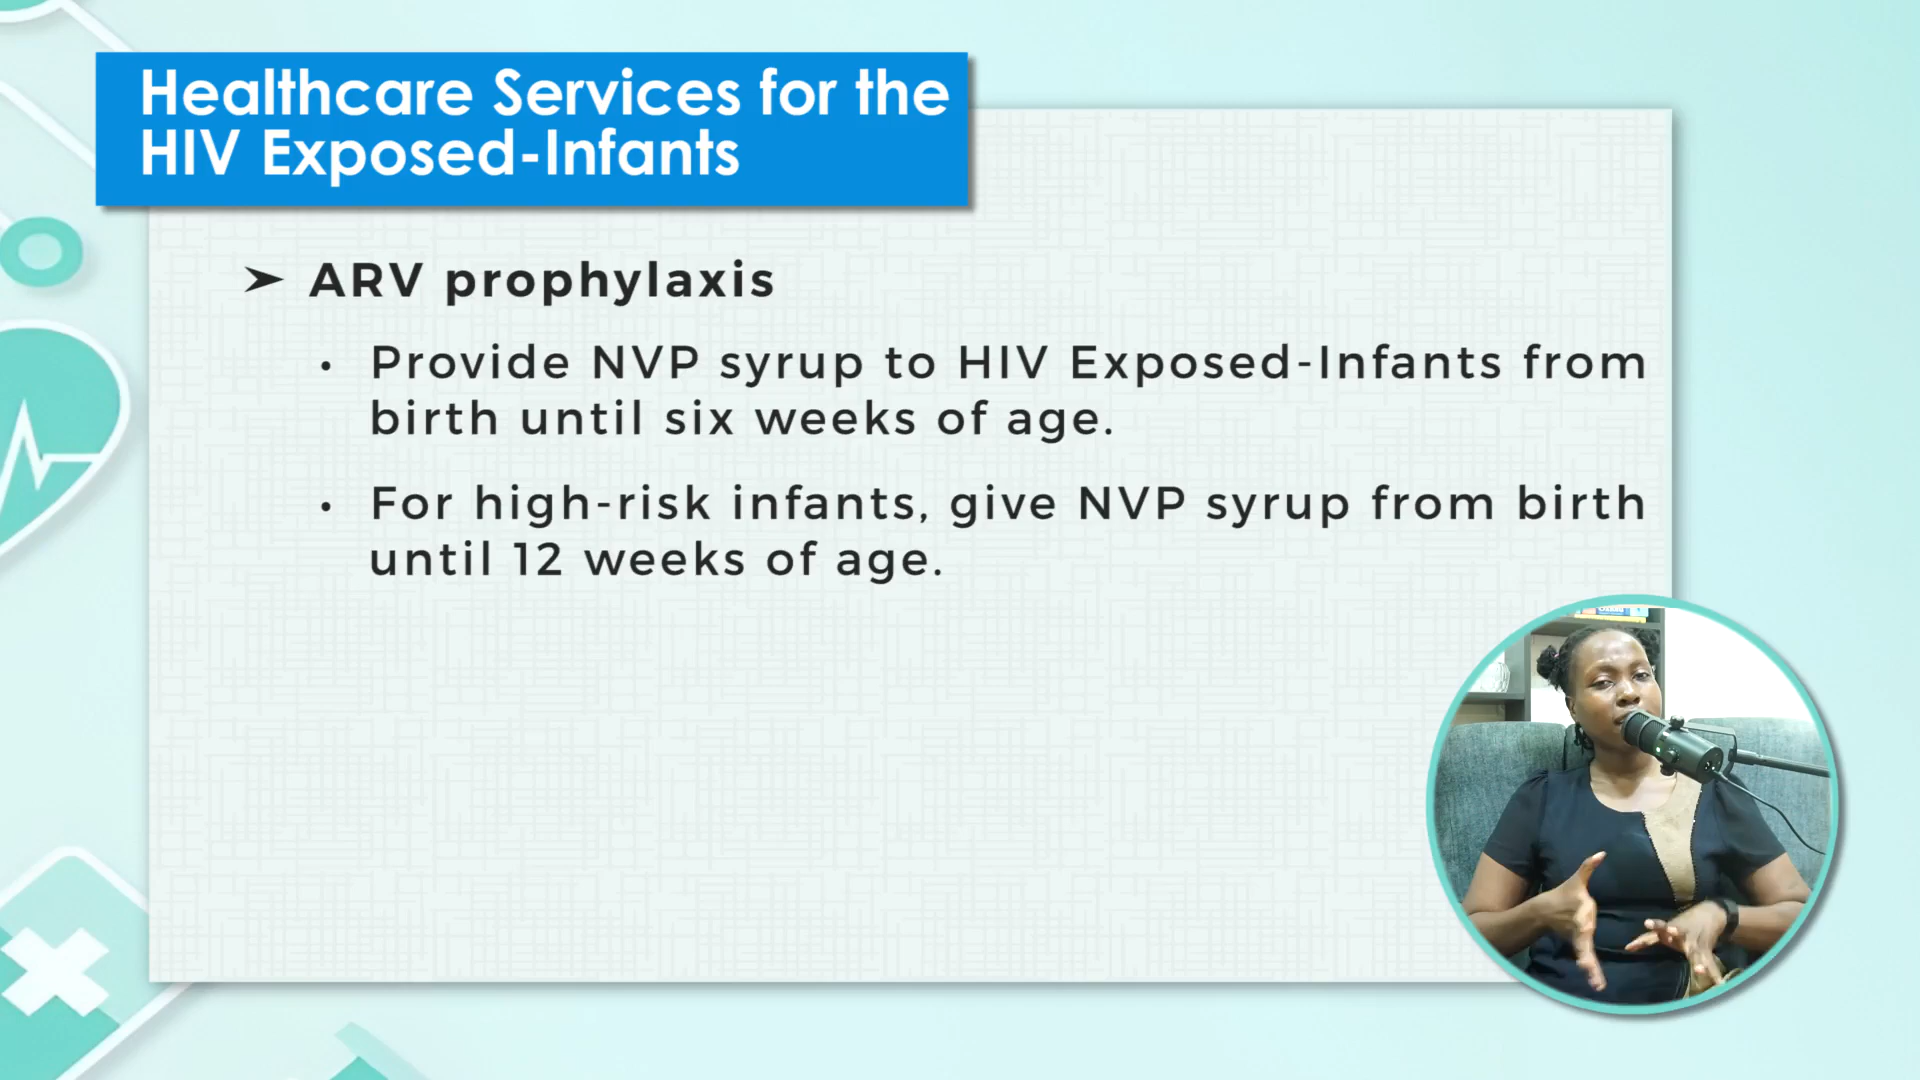 Healthcare Services for the
HIV Exposed-Infants
➤ ARV prophylaxis
• Provide NVP syrup to HIV Exposed-Infants from
birth until six weeks of age.
• For high-risk infants, give NVP syrup from birth
until 12 weeks of age.